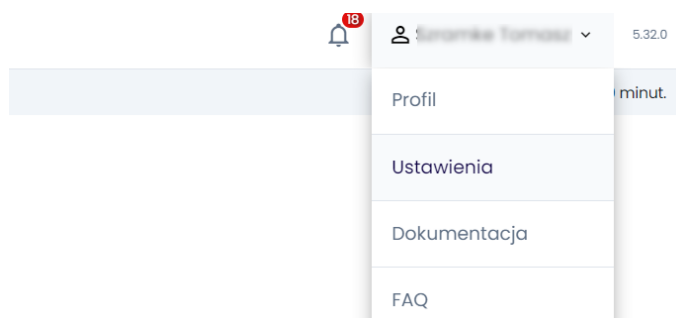 18
5.32.0
minut.
Profil
Ustawienia
Dokumentacja
FAQ